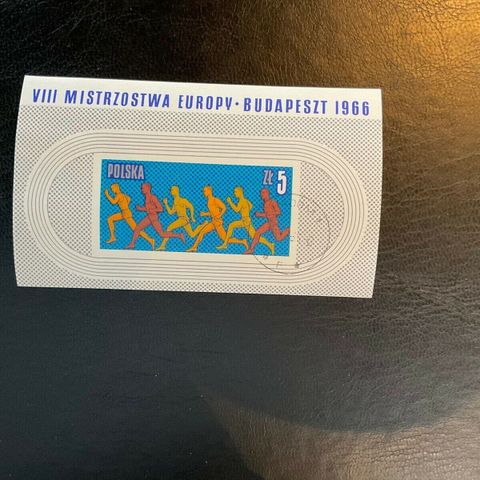 VIII MISTRZOSTWA EUROPY • BUDAPESZT 1966
POLSKA
ZŁ 5